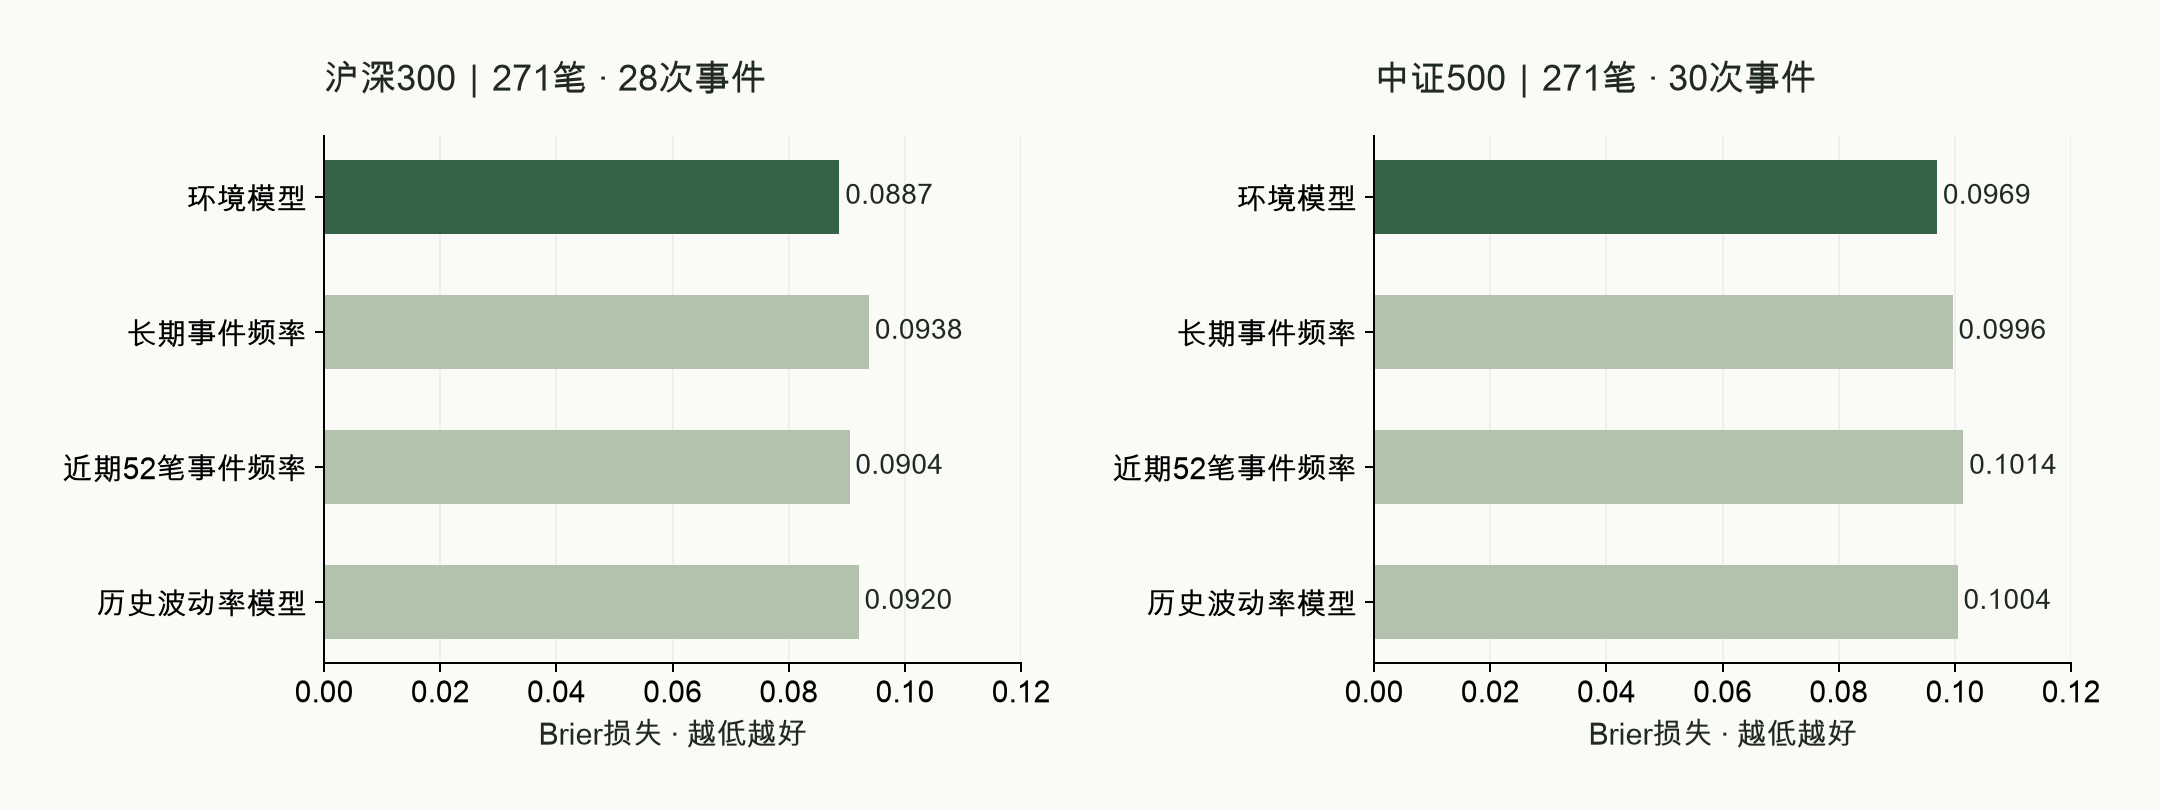 沪深300 | 271笔 · 28次事件
环境模型
0.0887
长期事件频率
0.0938
近期52笔事件频率
0.0904
历史波动率模型
0.0920
0.00 0.02 0.04 0.06 0.08 0.10 0.12
Brier损失 · 越低越好
中证500 | 271笔 · 30次事件
环境模型
0.0969
长期事件频率
0.0996
近期52笔事件频率
0.1014
历史波动率模型
0.1004
0.00 0.02 0.04 0.06 0.08 0.10 0.12
Brier损失 · 越低越好